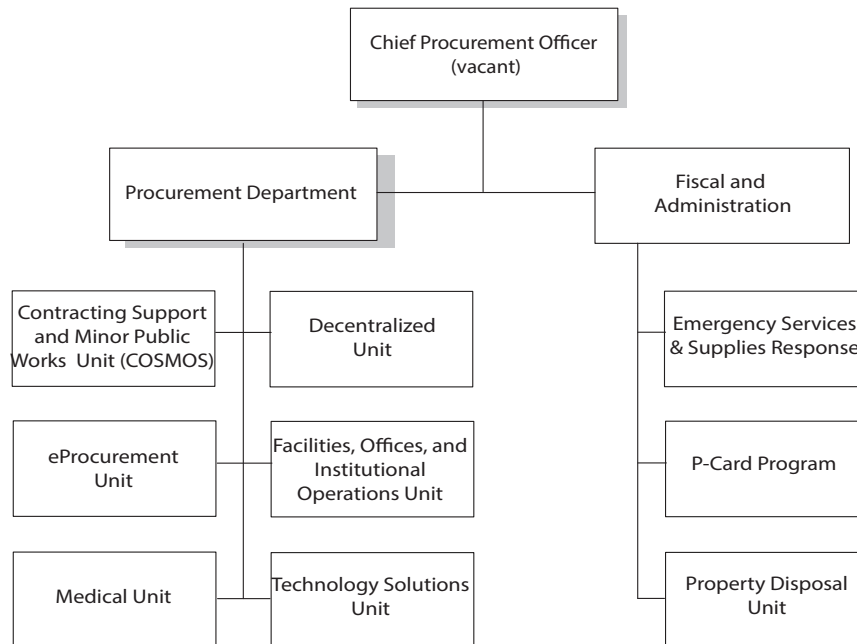 Chief Procurement Officer
(vacant)
Procurement Department
Fiscal and
Administration
Contracting Support
and Minor Public
Works Unit (COSMOS)
Decentralized
Unit
Emergency Services
& Supplies Response
eProcurement
Unit
Facilities, Offices, and
Institutional
Operations Unit
P-Card Program
Medical Unit
Technology Solutions
Unit
Property Disposal
Unit